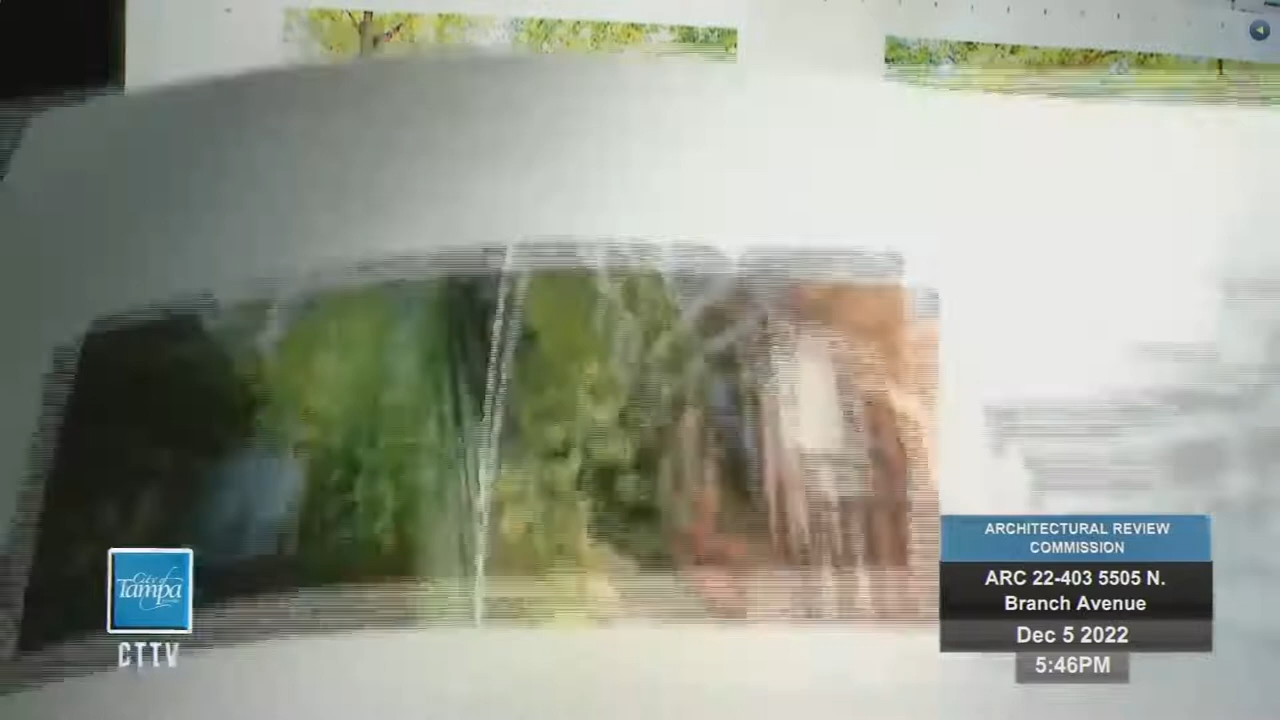 City of
Tampa
CTTV
ARCHITECTURAL REVIEW
COMMISSION
ARC 22-403 5505 N.
Branch Avenue
Dec 5 2022
5:46PM